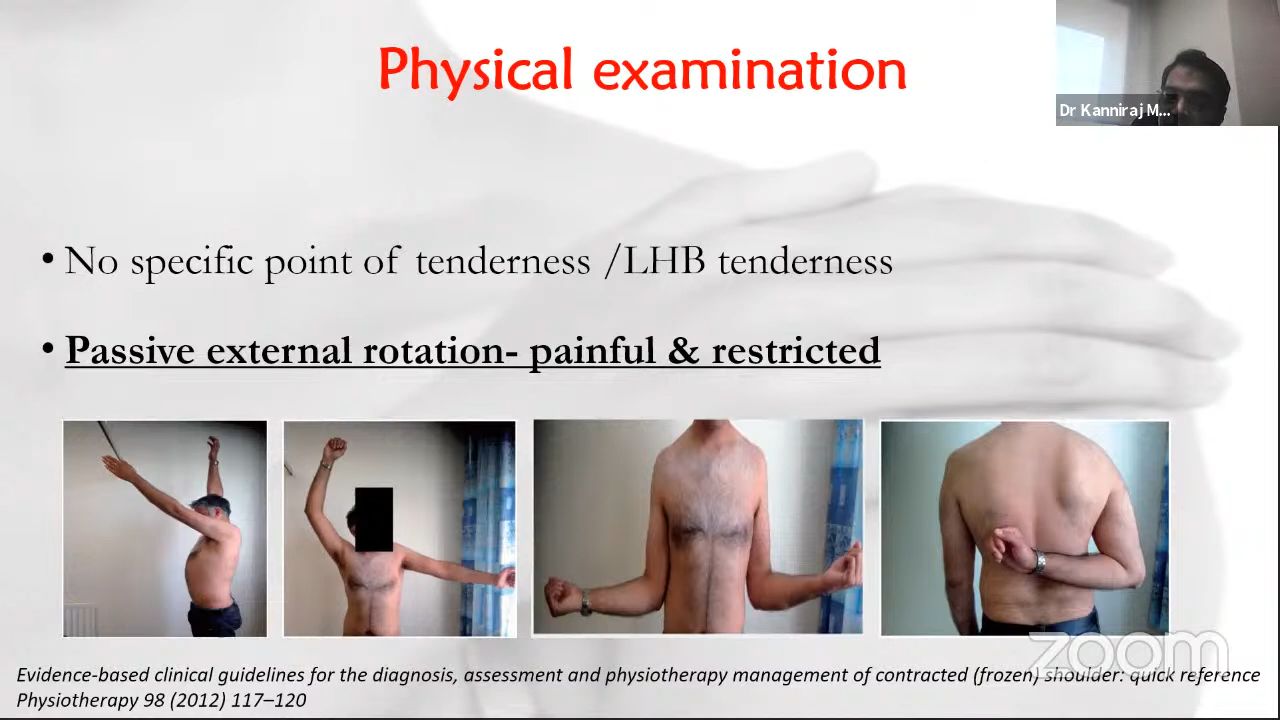 Physical examination
Dr Kanniraj M...
• No specific point of tenderness /LHB tenderness
• Passive external rotation- painful & restricted
zoom
Evidence-based clinical guidelines for the diagnosis, assessment and physiotherapy management of contracted (frozen) shoulder: quick reference
Physiotherapy 98 (2012) 117–120